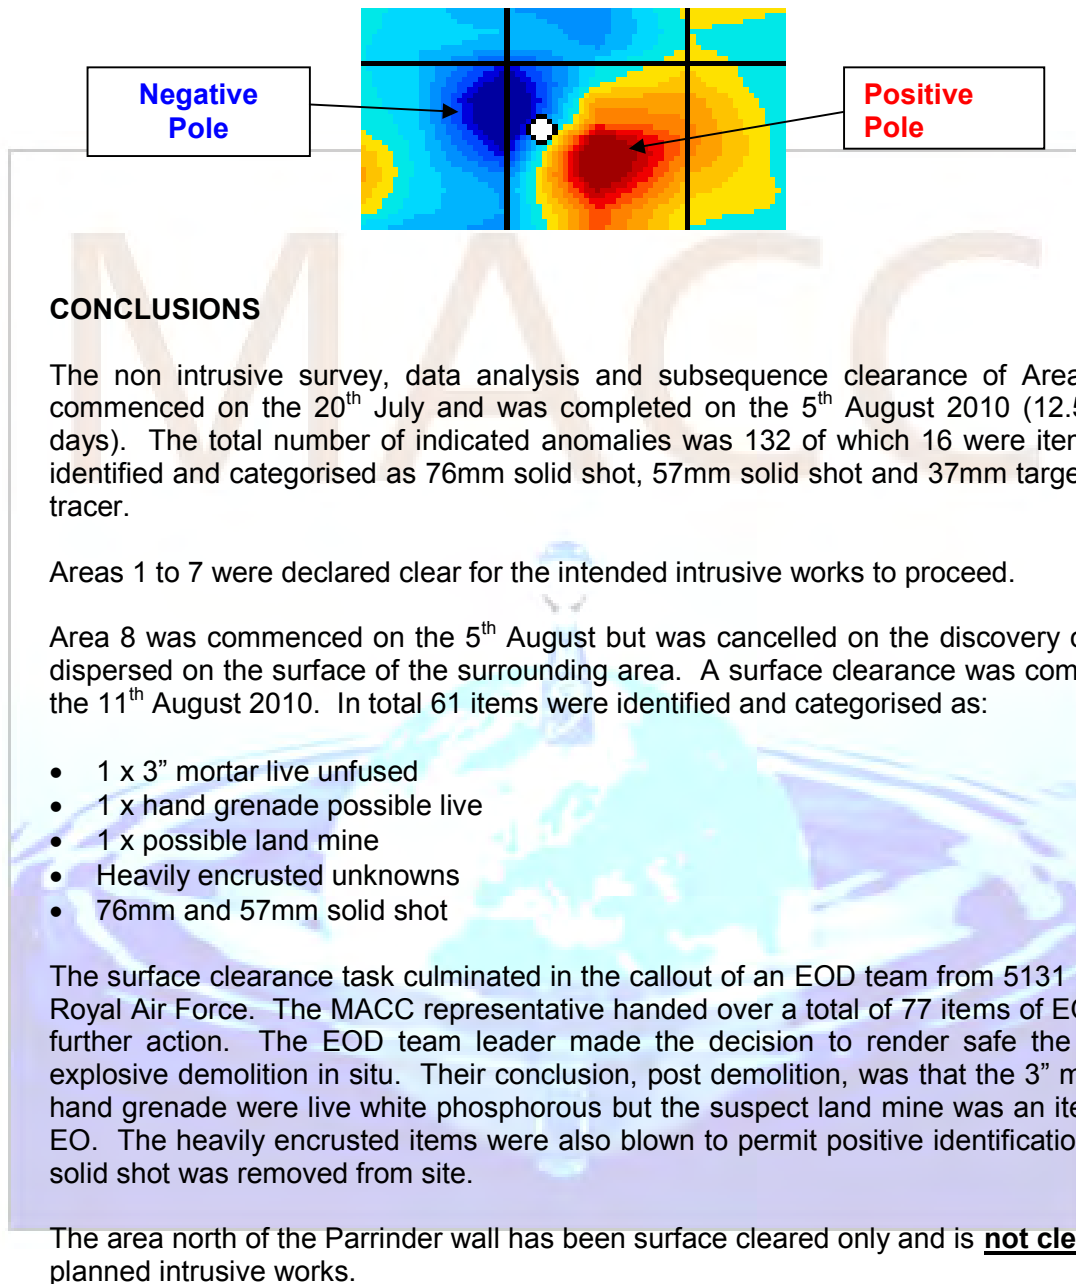 Negative
Pole
Positive
Pole
MACC
CONCLUSIONS
The non intrusive survey, data analysis and subsequence clearance of Area
commenced on the 20th July and was completed on the 5th August 2010 (12.5
days). The total number of indicated anomalies was 132 of which 16 were item
identified and categorised as 76mm solid shot, 57mm solid shot and 37mm targe
tracer.
Areas 1 to 7 were declared clear for the intended intrusive works to proceed.
Area 8 was commenced on the 5th August but was cancelled on the discovery
dispersed on the surface of the surrounding area. A surface clearance was com
the 11th August 2010. In total 61 items were identified and categorised as:
• 1 x 3” mortar live unfused
• 1 x hand grenade possible live
• 1 x possible land mine
• Heavily encrusted unknowns
• 76mm and 57mm solid shot
The surface clearance task culminated in the callout of an EOD team from 5131
Royal Air Force. The MACC representative handed over a total of 77 items of EO
further action. The EOD team leader made the decision to render safe the
explosive demolition in situ. Their conclusion, post demolition, was that the 3” m
hand grenade were live white phosphorous but the suspect land mine was an ite
EO. The heavily encrusted items were also blown to permit positive identificatio
solid shot was removed from site.
The area north of the Parrinder wall has been surface cleared only and is not cle
planned intrusive works.